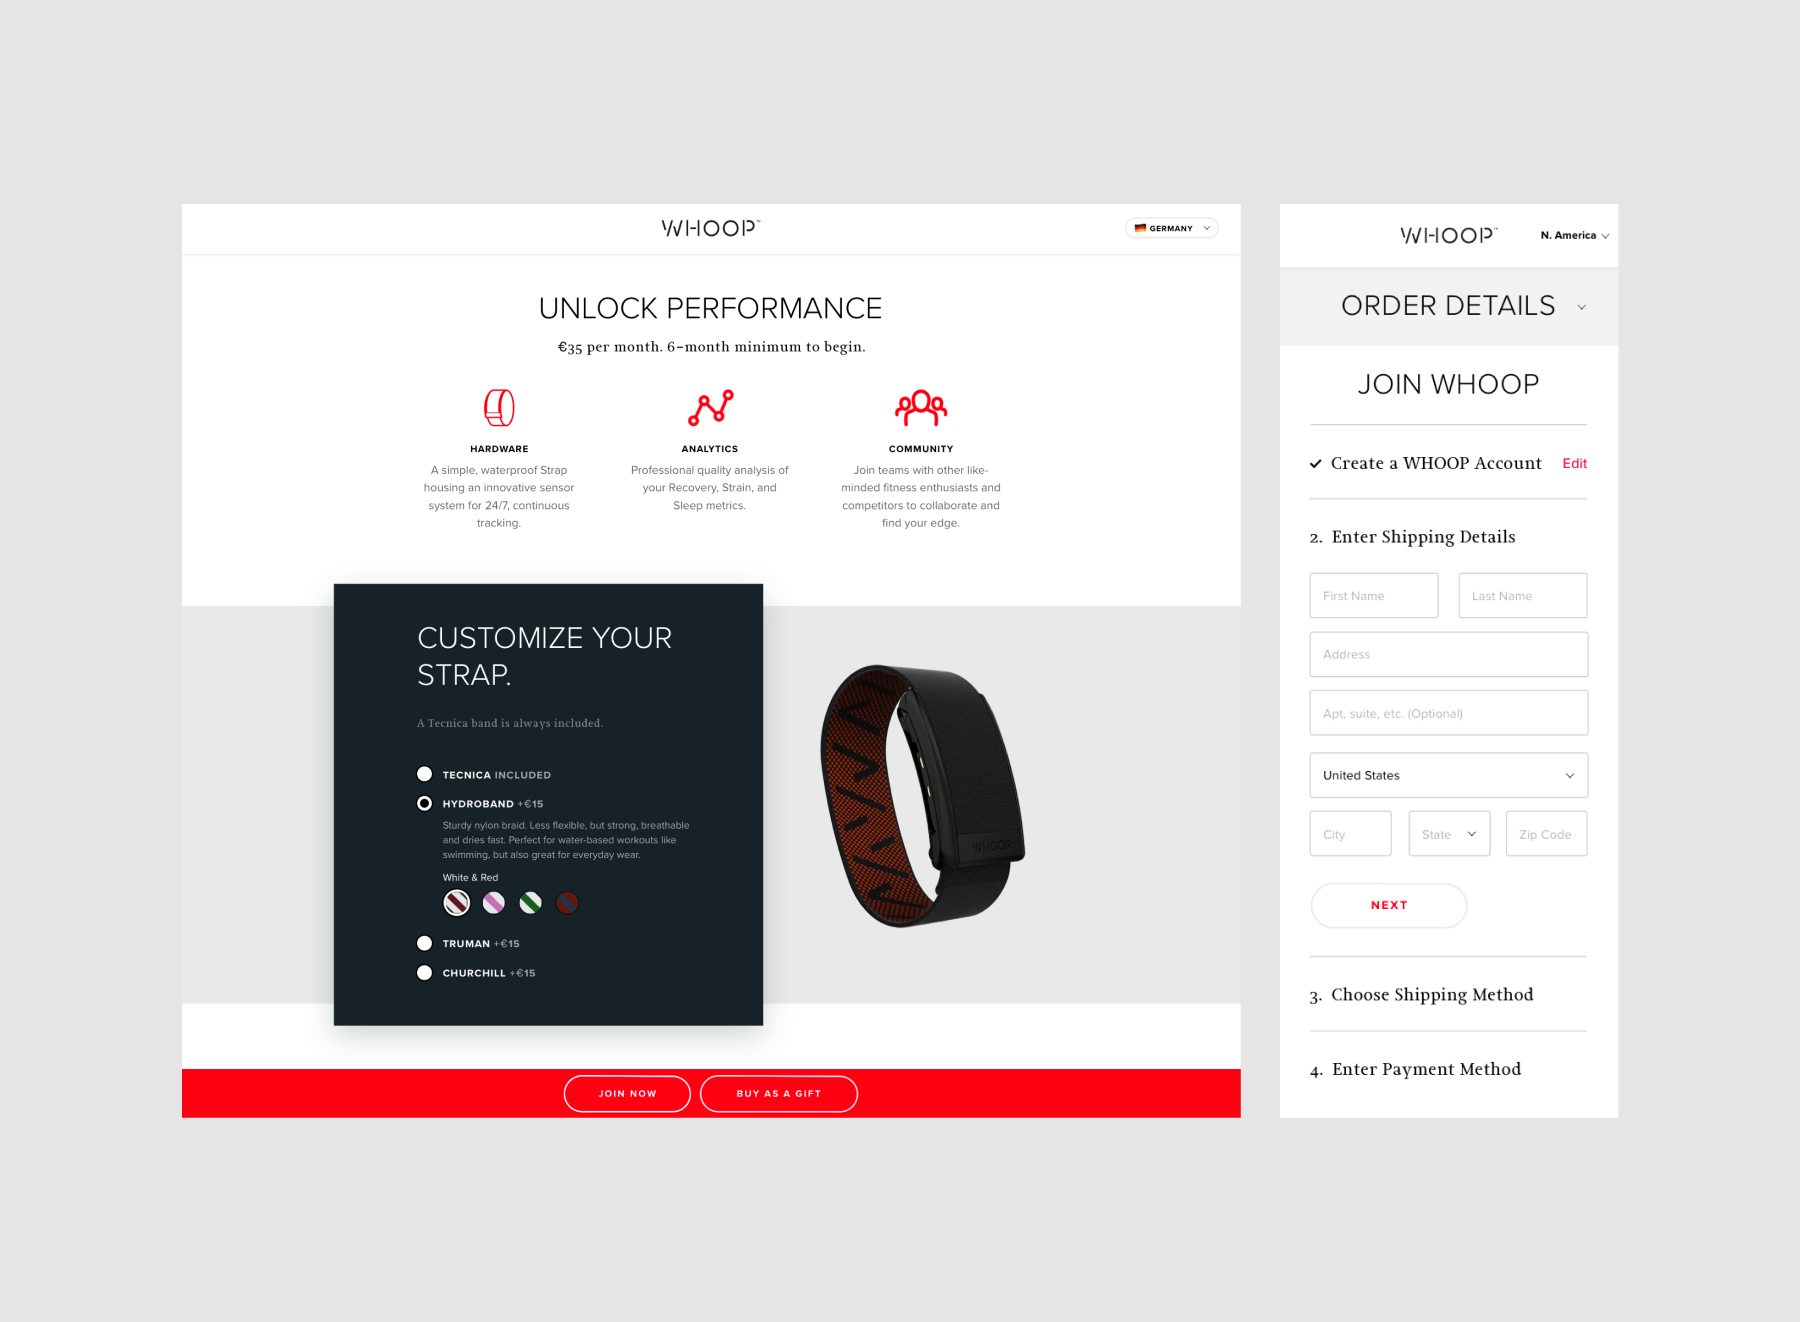 WHOOP™
GERMANY
UNLOCK PERFORMANCE
€35 per month. 6-month minimum to begin.
HARDWARE
A simple, waterproof Strap
housing an innovative sensor
system for 24/7, continuous
tracking.
ANALYTICS
Professional quality analysis of
your Recovery, Strain, and
Sleep metrics.
COMMUNITY
Join teams with other like-
minded fitness enthusiasts and
competitors to collaborate and
find your edge.
CUSTOMIZE YOUR
STRAP.
A Tecnica band is always included.
TECNICA INCLUDED
HYDROBAND +€15
Sturdy nylon braid. Less flexible, but strong, breathable
and dries fast. Perfect for water-based workouts like
swimming, but also great for everyday wear.
White & Red
TRUMAN +€15
CHURCHILL +€15
WHOOP
JOIN NOW
BUY AS A GIFT
WHOOP™
N. America
ORDER DETAILS
JOIN WHOOP
Create a WHOOP Account Edit
2. Enter Shipping Details
First Name Last Name
Address
Apt, suite, etc. (Optional)
United States
City State Zip Code
NEXT
3. Choose Shipping Method
4. Enter Payment Method